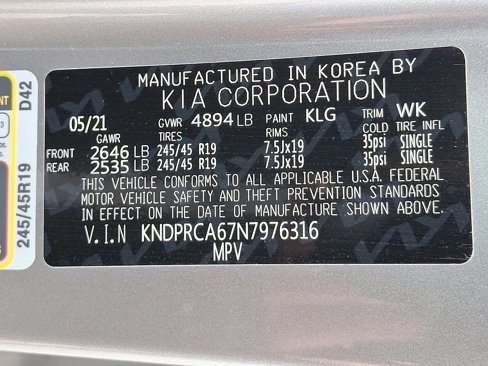 MANUFACTURED IN KOREA BY
KIA CORPORATION
05/21 GVWR 4894 LB PAINT KLG TRIM WK
GAWR TIRES RIMS COLD TIRE INFL
FRONT 2646 LB 245/45 R19 7.5Jx19 35psi SINGLE
REAR 2535 LB 245/45 R19 7.5Jx19 35psi SINGLE
THIS VEHICLE CONFORMS TO ALL APPLICABLE U.S.A. FEDERAL
MOTOR VEHICLE SAFETY AND THEFT PREVENTION STANDARDS
IN EFFECT ON THE DATE OF MANUFACTURE SHOWN ABOVE.
V.I.N KNDPRCA67N7976316
MPV
D42
245/45R19